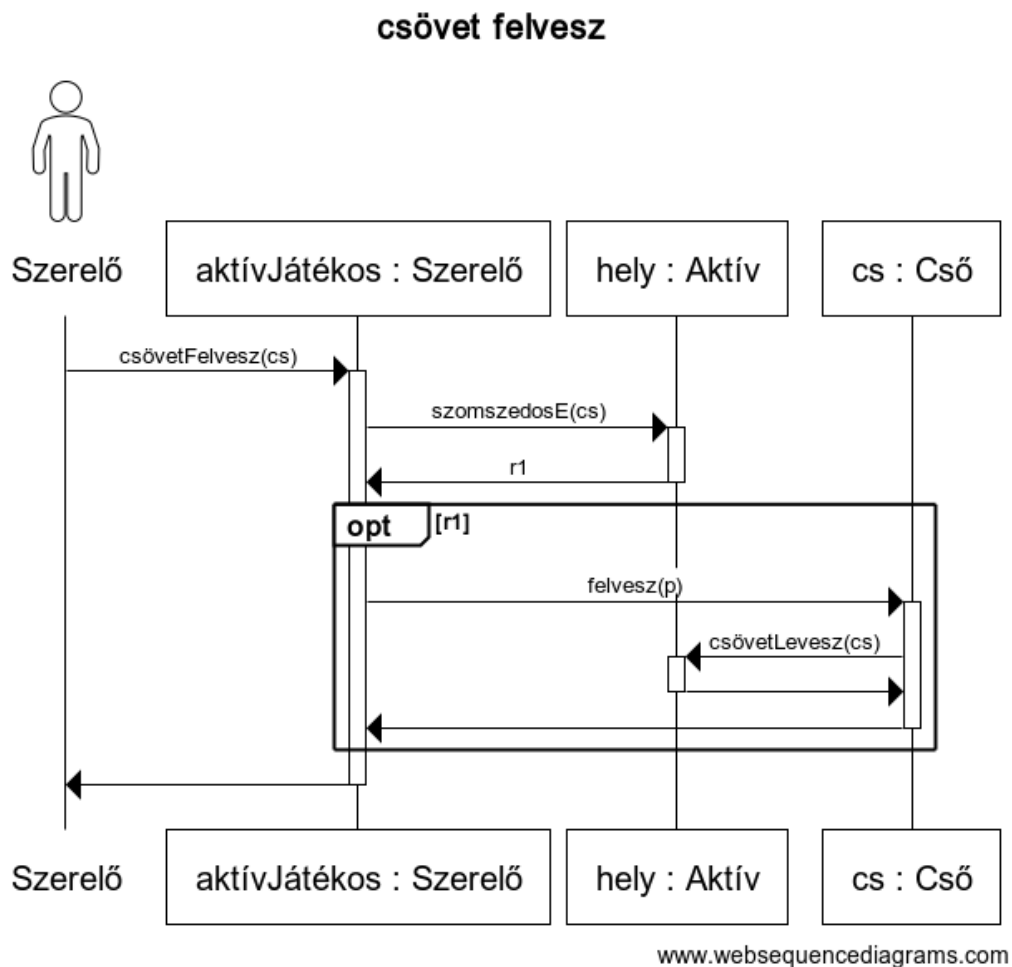 csövet felvesz
Szerelő
aktívJátékos : Szerelő
hely : Aktív
cs : Cső
csövetFelvesz(cs)
szomszedosE(cs)
r1
opt
[r1]
felvesz(p)
csövetLevesz(cs)
Szerelő
aktívJátékos : Szerelő
hely : Aktív
cs : Cső
www.websequencediagrams.com